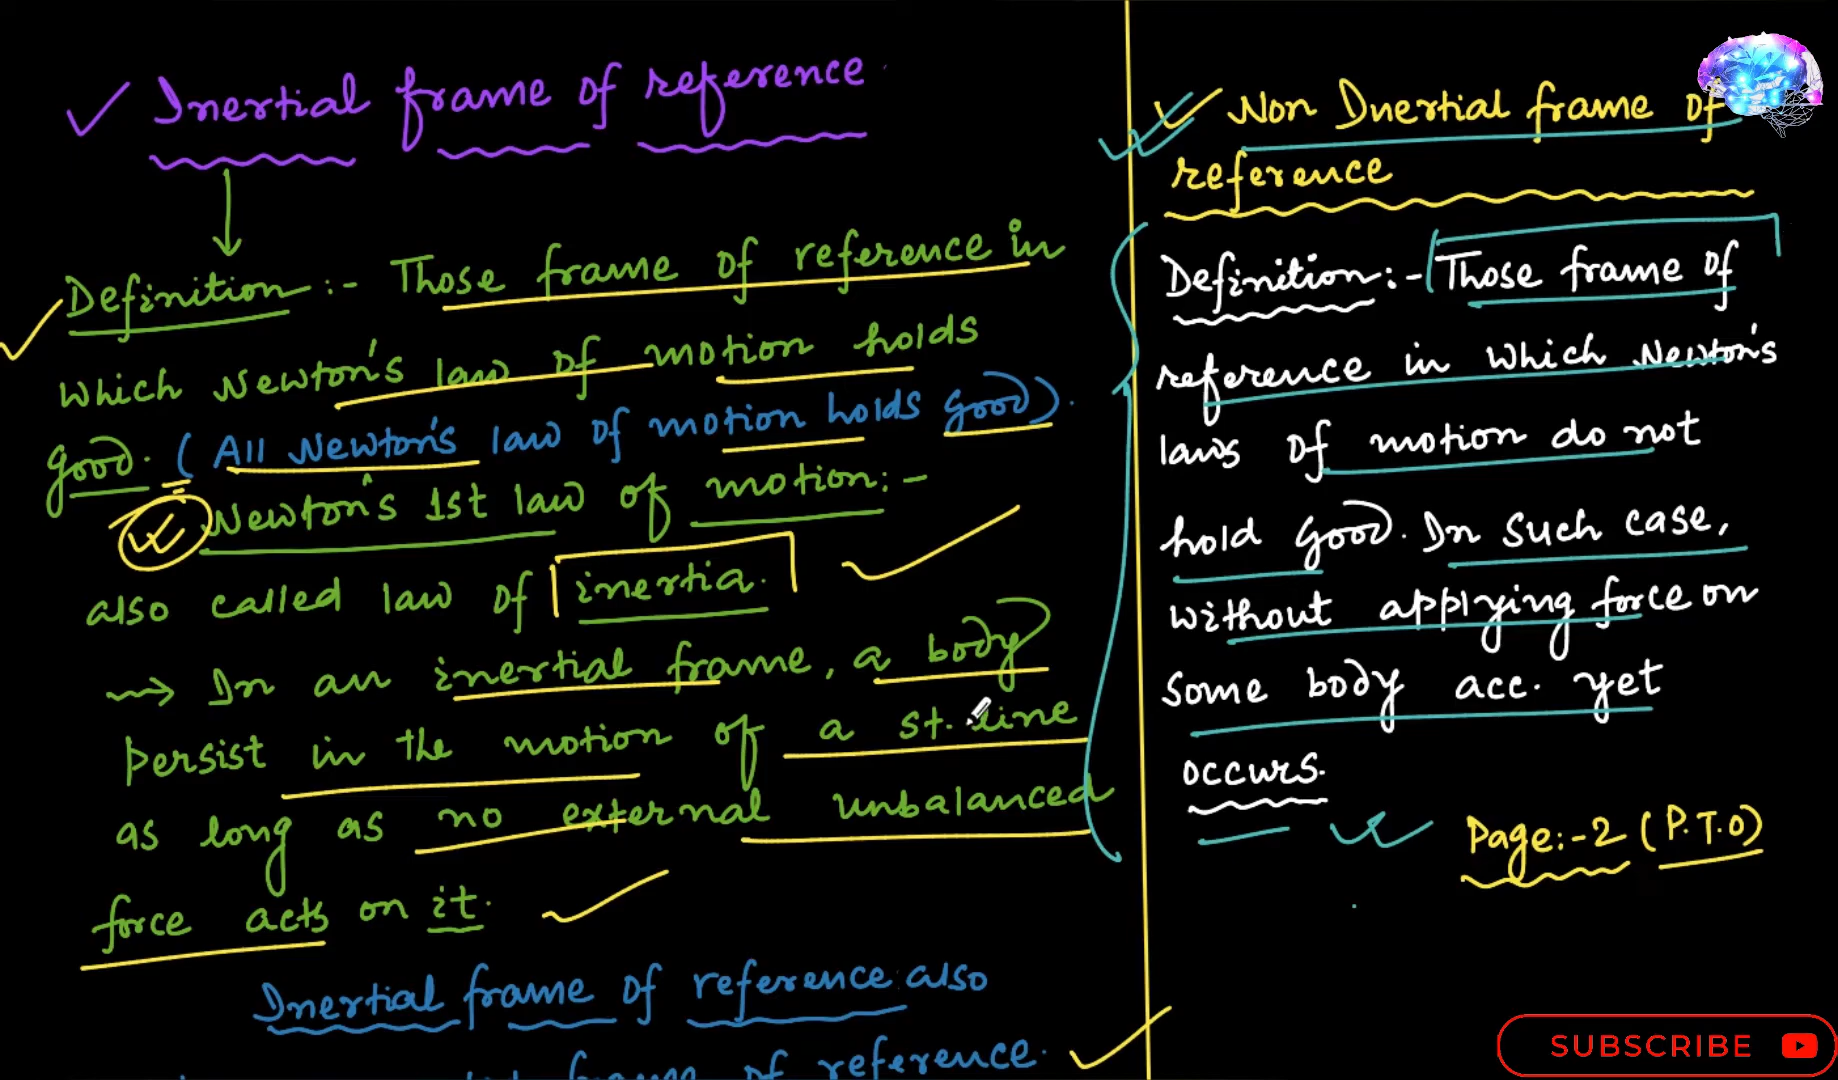 Inertial frame of reference
Definition :- Those frame of reference in
which Newton's law of motion holds
good. ( All Newton's law of motion holds good).
Newton's 1st law of motion:-
also called law of inertia.
In an inertial frame, a body
persist in the motion of a st. line
as long as no external unbalanced
force acts on it.
Inertial frame of reference also
frame of reference.
Non Inertial frame of
reference
Definition:- Those frame of
reference in which Newton's
laws of motion do not
hold good. In such case,
without applying force on
some body acc. yet
occurs.
Page:-2 (P.T.O)
SUBSCRIBE